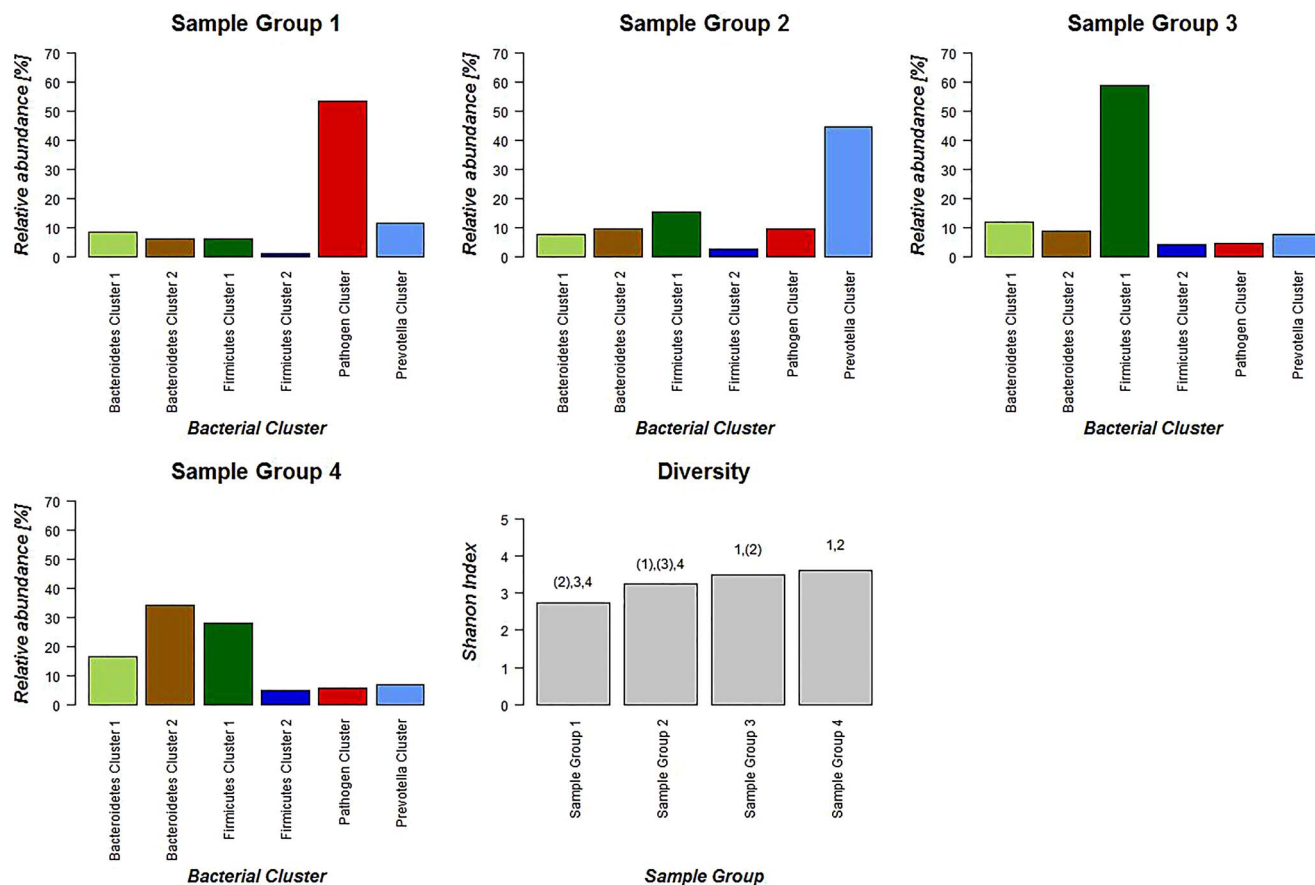 Sample Group 1
Relative abundance [%]
70
60
50
40
30
20
10
0
Bacteroidetes Cluster 1
Bacteroidetes Cluster 2
Firmicutes Cluster 1
Firmicutes Cluster 2
Pathogen Cluster
Prevotella Cluster
Bacterial Cluster
Sample Group 2
Relative abundance [%]
70
60
50
40
30
20
10
0
Bacteroidetes Cluster 1
Bacteroidetes Cluster 2
Firmicutes Cluster 1
Firmicutes Cluster 2
Pathogen Cluster
Prevotella Cluster
Bacterial Cluster
Sample Group 3
Relative abundance [%]
70
60
50
40
30
20
10
0
Bacteroidetes Cluster 1
Bacteroidetes Cluster 2
Firmicutes Cluster 1
Firmicutes Cluster 2
Pathogen Cluster
Prevotella Cluster
Bacterial Cluster
Sample Group 4
Relative abundance [%]
70
60
50
40
30
20
10
0
Bacteroidetes Cluster 1
Bacteroidetes Cluster 2
Firmicutes Cluster 1
Firmicutes Cluster 2
Pathogen Cluster
Prevotella Cluster
Bacterial Cluster
Diversity
Shanon Index
5
4
3
2
1
0
(2),3,4
(1),(3),4
1,(2)
1,2
Sample Group 1
Sample Group 2
Sample Group 3
Sample Group 4
Sample Group